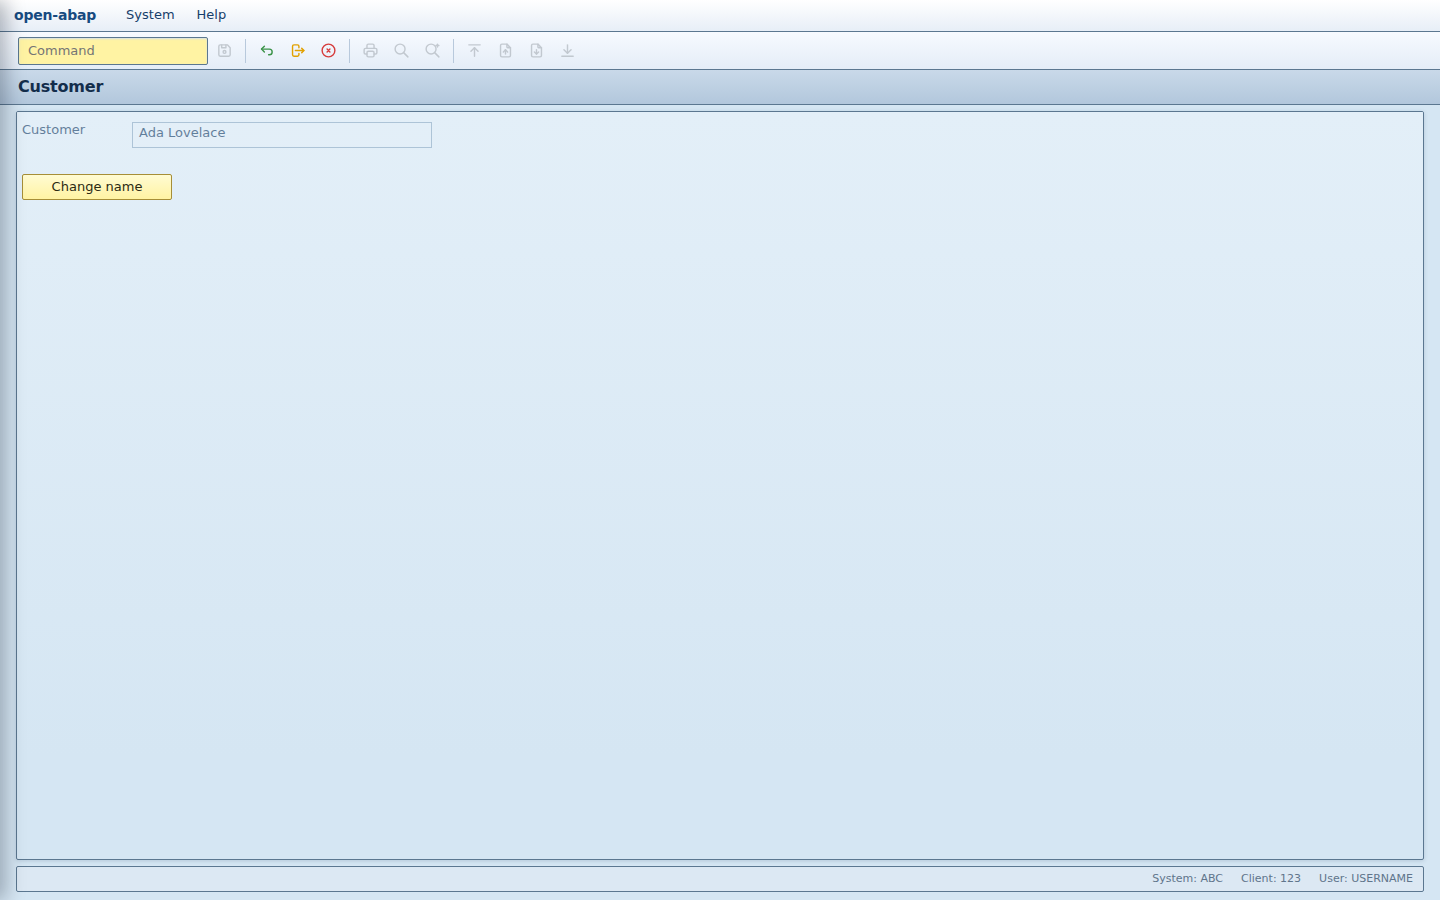 open-abap System Help
Command
Customer
Customer Ada Lovelace
Change name
System: ABC Client: 123 User: USERNAME